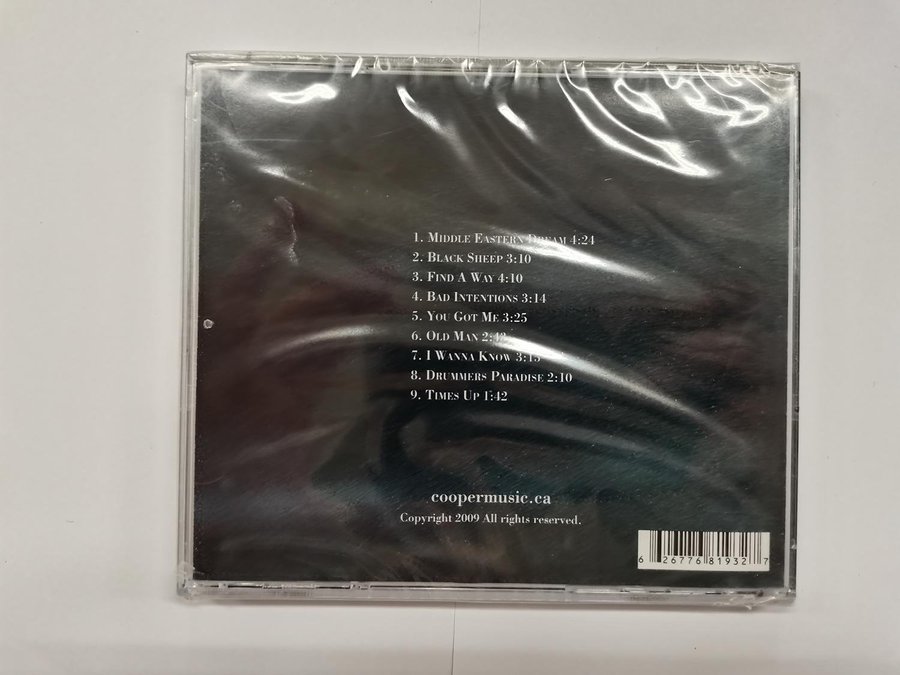 1. Middle Eastern Dream 4:24
2. Black Sheep 3:10
3. Find A Way 4:10
4. Bad Intentions 3:14
5. You Got Me 3:25
6. Old Man
7. I Wanna Know 3:15
8. Drummers Paradise 2:10
9. Times Up 1:42
coopermusic.ca
Copyright 2009 All rights reserved.
6 26776 81932 7